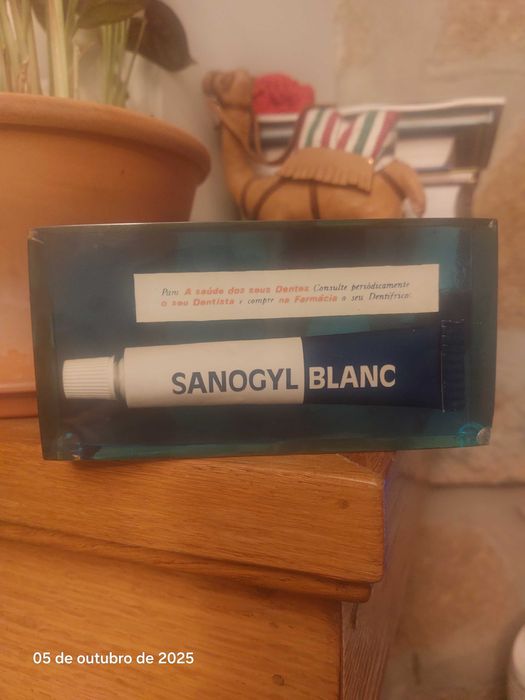 Para A saúde dos seus Dentes Consulte periòdicamente
o seu Dentista e compre na Farmácia o seu Dentífrico:
SANOGYL BLANC
05 de outubro de 2025